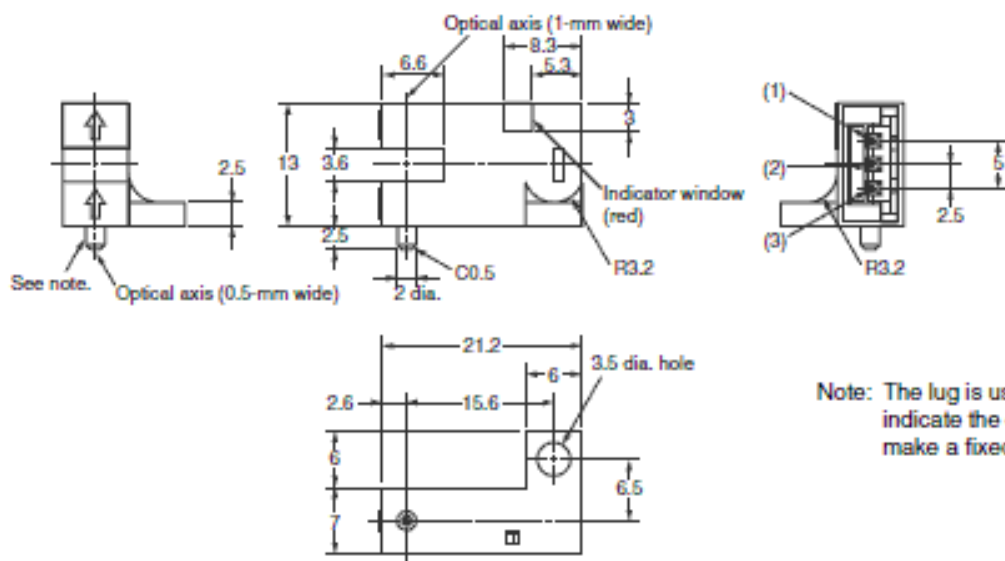 Optical axis (1-mm wide)
8.3
6.6
5.3
(1)
3
2.5
13
3.6
(2)
5
Indicator window
(red)
2.5
2.5
(3)
See note.
C0.5
R3.2
R3.2
Optical axis (0.5-mm wide)
2 dia.
21.2
3.5 dia. hole
6
2.6
15.6
Note: The lug is us
indicate the
make a fixed
6
6.5
7